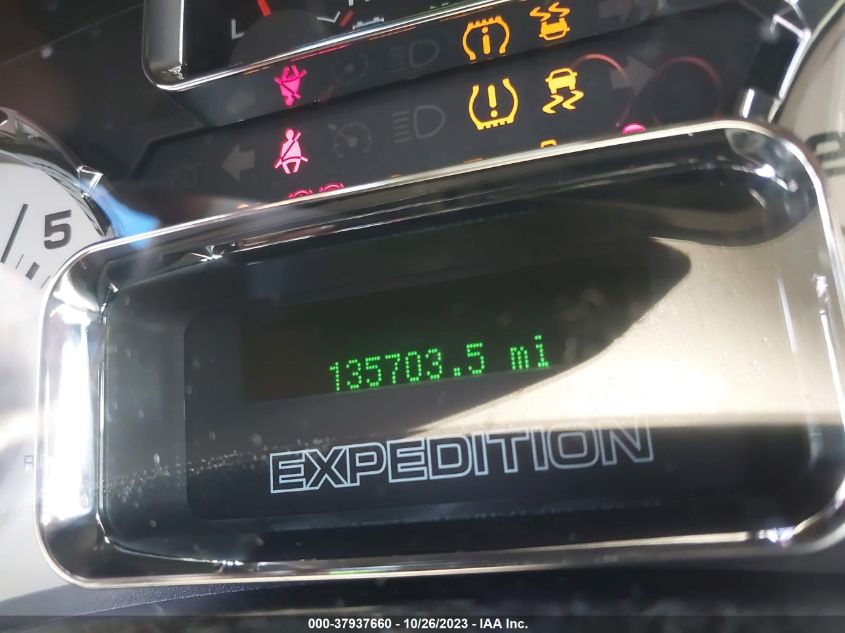 5
135703.5 mi
EXPEDITION
000-37937660 - 10/26/2023 - IAA Inc.